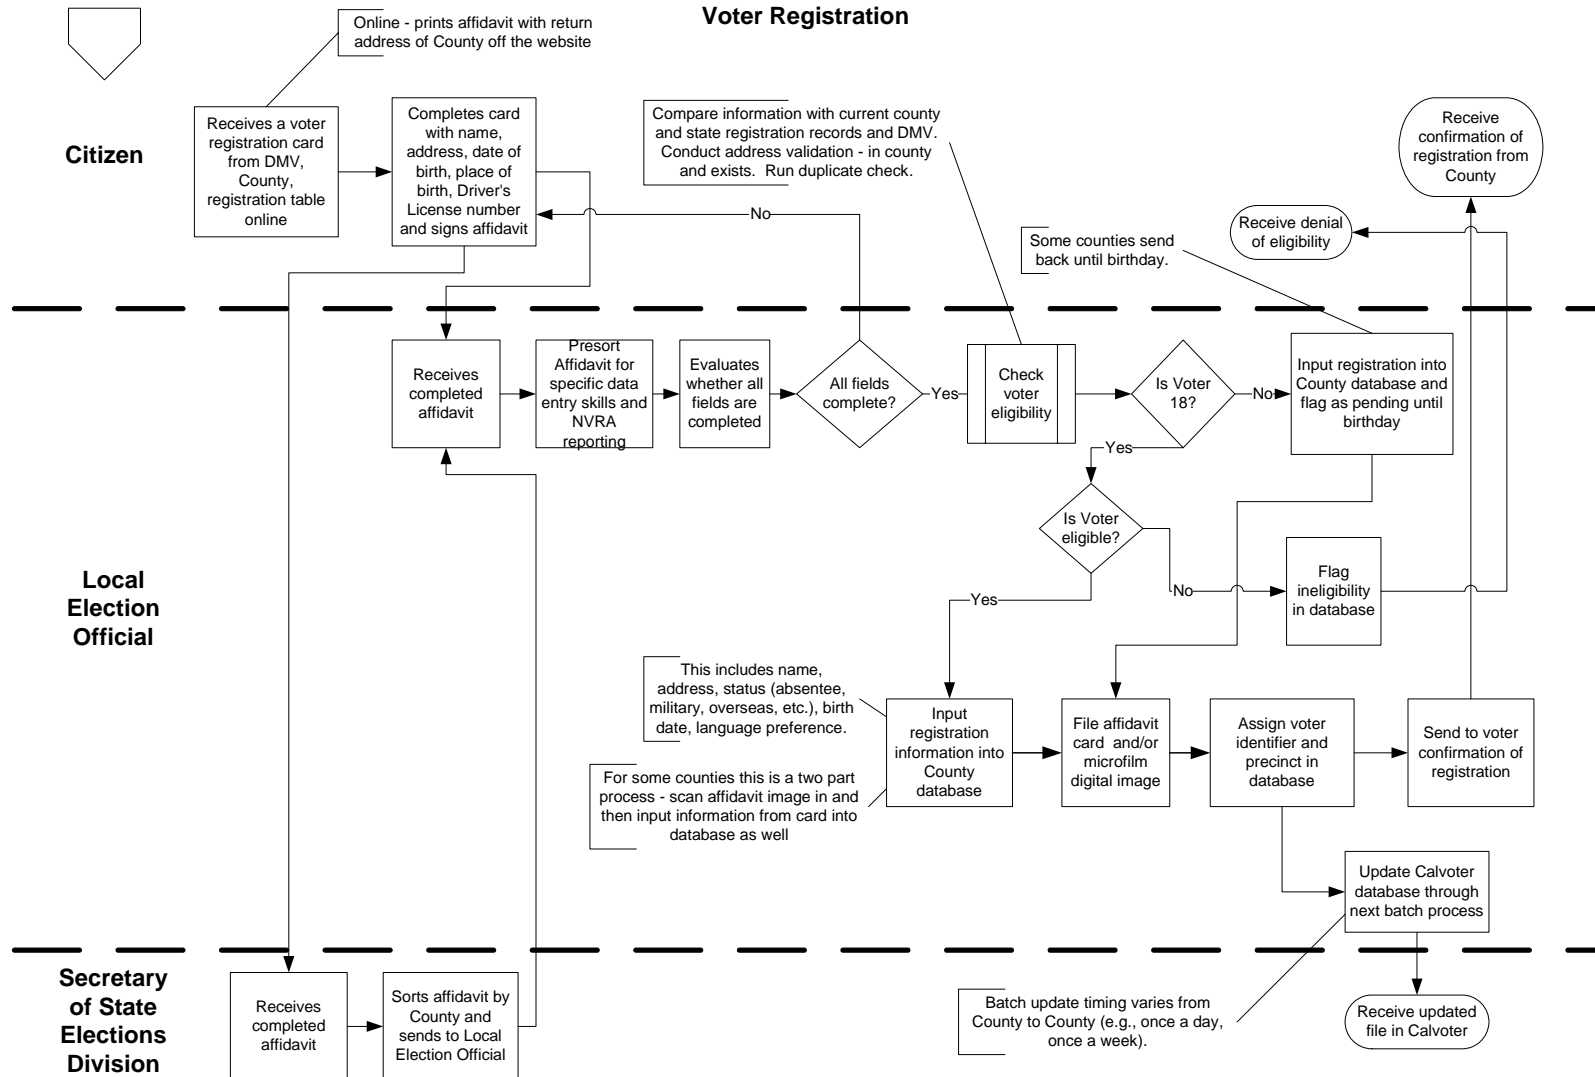 Voter Registration
Online - prints affidavit with return
address of County off the website
Citizen
Receives a voter
registration card
from DMV,
County,
registration table
online
Completes card
with name,
address, date of
birth, place of
birth, Driver's
License number
and signs affidavit
Compare information with current county
and state registration records and DMV.
Conduct address validation - in county
and exists.  Run duplicate check.
Receive
confirmation of
registration from
County
No
Receive denial
of eligibility
Some counties send
back until birthday.
Local
Election
Official
Receives
completed
affidavit
Presort
Affidavit for
specific data
entry skills and
NVRA
reporting
Evaluates
whether all
fields are
completed
All fields
complete?
Yes
Check
voter
eligibility
Is Voter
18?
No
Input registration into
County database and
flag as pending until
birthday
Yes
Is Voter
eligible?
No
Flag
ineligibility
in database
Yes
This includes name,
address, status (absentee,
military, overseas, etc.), birth
date, language preference.
For some counties this is a two part
process - scan affidavit image in and
then input information from card into
database as well
Input
registration
information into
County
database
File affidavit
card  and/or
microfilm
digital image
Assign voter
identifier and
precinct in
database
Send to voter
confirmation of
registration
Update Calvoter
database through
next batch process
Secretary
of State
Elections
Division
Receives
completed
affidavit
Sorts affidavit by
County and
sends to Local
Election Official
Batch update timing varies from
County to County (e.g., once a day,
once a week).
Receive updated
file in Calvoter